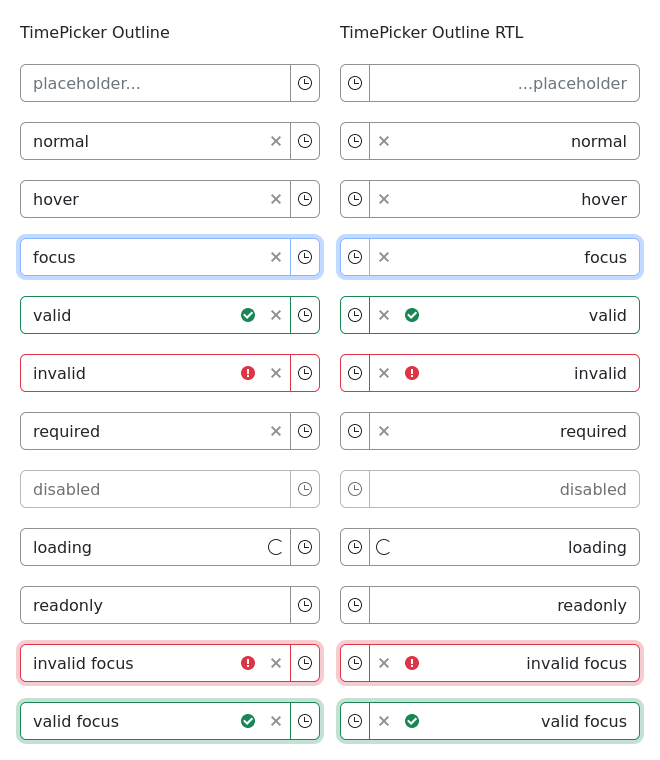 TimePicker Outline
placeholder...
normal
hover
focus
valid
invalid
required
disabled
loading
readonly
invalid focus
valid focus
TimePicker Outline RTL
...placeholder
normal
hover
focus
valid
invalid
required
disabled
loading
readonly
invalid focus
valid focus